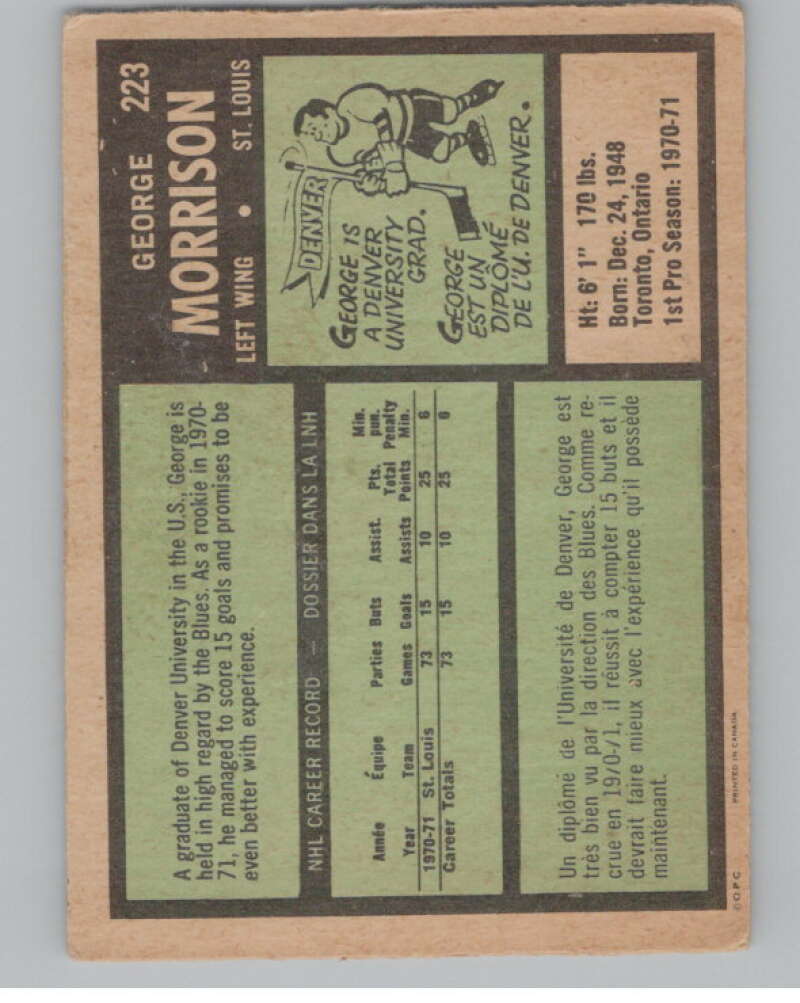 A graduate of Denver University in the U.S., George is
held in high regard by the Blues. As a rookie in 1970-
71, he managed to score 15 goals and promises to be
even better with experience.
NHL CAREER RECORD — DOSSIER DANS LA LNH
Année Équipe Parties Buts Assist. Pts. Min. pun.
Year Team Games Goals Assists Total Points Penalty Min.
1970-71 St. Louis 73 15 10 25 6
Career Totals 73 15 10 25 6
Un diplômé de l'Université de Denver, George est
très bien vu par la direction des Blues. Comme re-
crue en 1970-71, il réussit à compter 15 buts et il
devrait faire mieux avec l'expérience qu'il possède
maintenant.
GEORGE 223
MORRISON
LEFT WING • ST. LOUIS
DENVER
GEORGE IS
A DENVER
UNIVERSITY
GRAD.
GEORGE
EST UN
DIPLÔMÉ
DE L'U. DE DENVER.
Ht: 6' 1" 170 lbs.
Born: Dec. 24, 1948
Toronto, Ontario
1st Pro Season: 1970-71
©OPC PRINTED IN CANADA